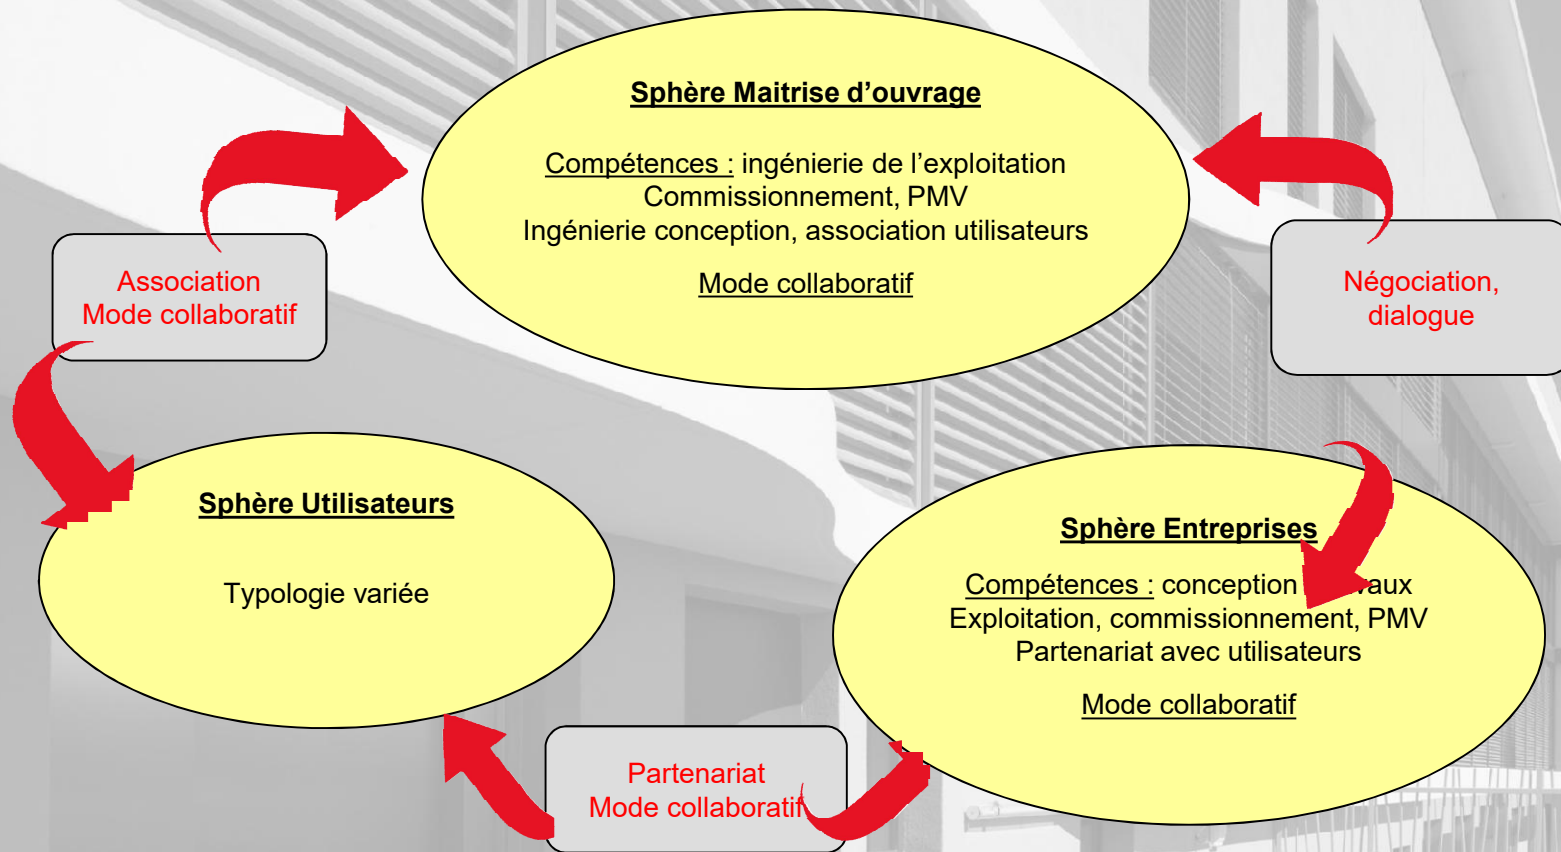 Sphère Maitrise d'ouvrage
Compétences : ingénierie de l'exploitation
Commissionnement, PMV
Ingénierie conception, association utilisateurs
Mode collaboratif
Association
Mode collaboratif
Négociation,
dialogue
Sphère Utilisateurs
Typologie variée
Sphère Entreprises
Compétences : conception vaux
Exploitation, commissionnement, PMV
Partenariat avec utilisateurs
Mode collaboratif
Partenariat
Mode collaboratif